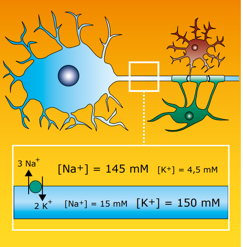 3 Na⁺
[Na⁺] = 145 mM [K⁺] = 4,5 mM
2 K⁺ [Na⁺] = 15 mM [K⁺] = 150 mM